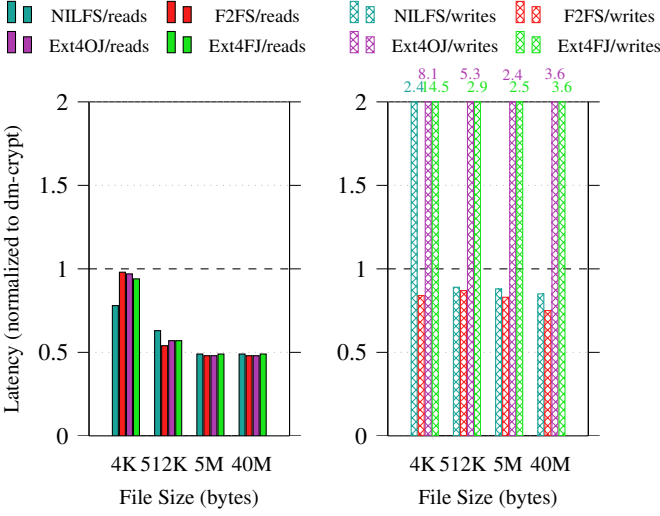 NILFS/reads F2FS/reads NILFS/writes F2FS/writes
Ext4OJ/reads Ext4FJ/reads Ext4OJ/writes Ext4FJ/writes
8.1 5.3 2.4 3.6
2.4 14.5 2.9 2.5 3.6
2 2
1.5 1.5
1 1
0.5 0.5
0 0
Latency (normalized to dm-crypt)
4K 512K 5M 40M 4K 512K 5M 40M
File Size (bytes) File Size (bytes)